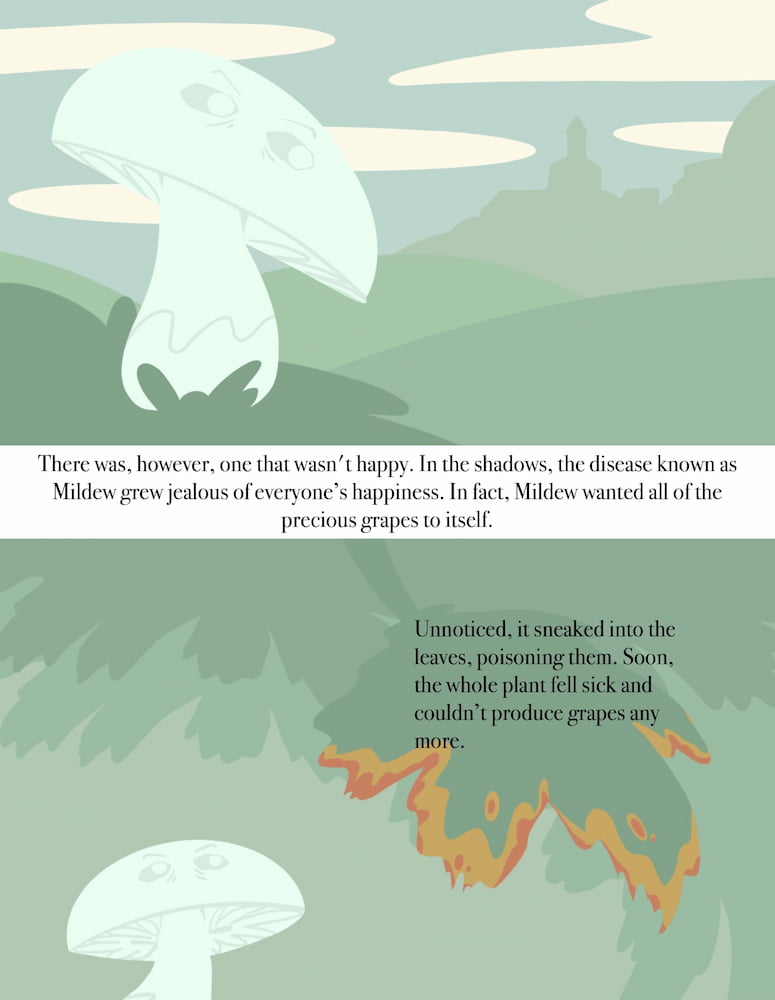 There was, however, one that wasn't happy. In the shadows, the disease known as
Mildew grew jealous of everyone’s happiness. In fact, Mildew wanted all of the
precious grapes to itself.
Unnoticed, it sneaked into the
leaves, poisoning them. Soon,
the whole plant fell sick and
couldn’t produce grapes any
more.